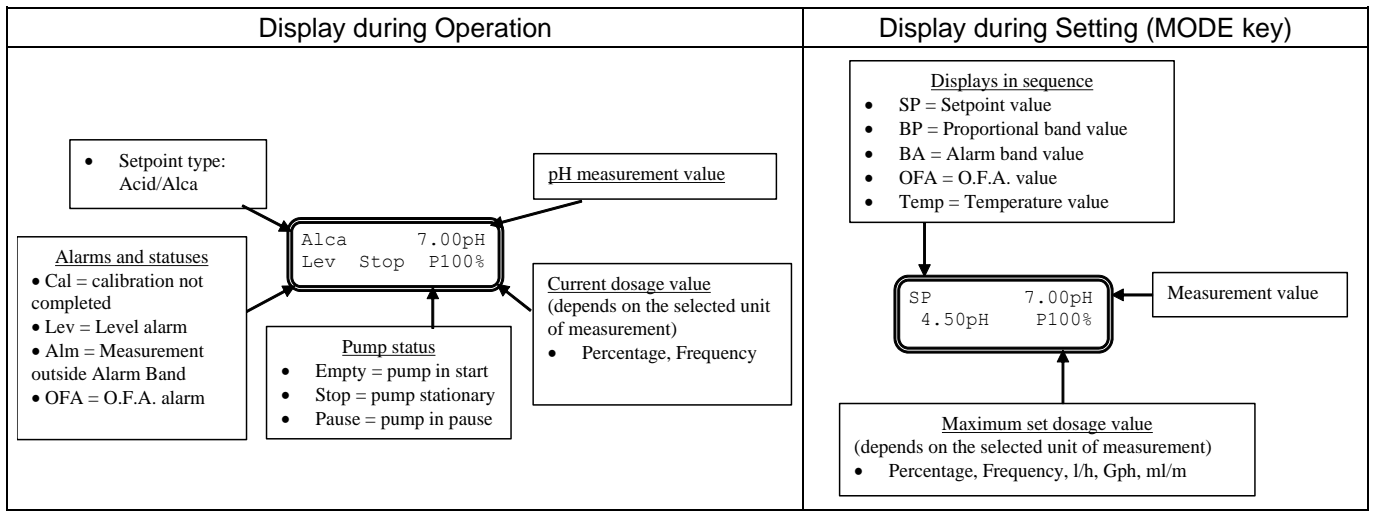 Display during Operation
Display during Setting (MODE key)
• Setpoint type:
Acid/Alca
pH measurement value
Alarms and statuses
• Cal = calibration not
completed
• Lev = Level alarm
• Alm = Measurement
outside Alarm Band
• OFA = O.F.A. alarm
Alca 7.00pH
Lev Stop P100%
Pump status
• Empty = pump in start
• Stop = pump stationary
• Pause = pump in pause
Current dosage value
(depends on the selected unit
of measurement)
• Percentage, Frequency
Displays in sequence
• SP = Setpoint value
• BP = Proportional band value
• BA = Alarm band value
• OFA = O.F.A. value
• Temp = Temperature value
SP 7.00pH
4.50pH P100%
Measurement value
Maximum set dosage value
(depends on the selected unit of measurement)
• Percentage, Frequency, l/h, Gph, ml/m